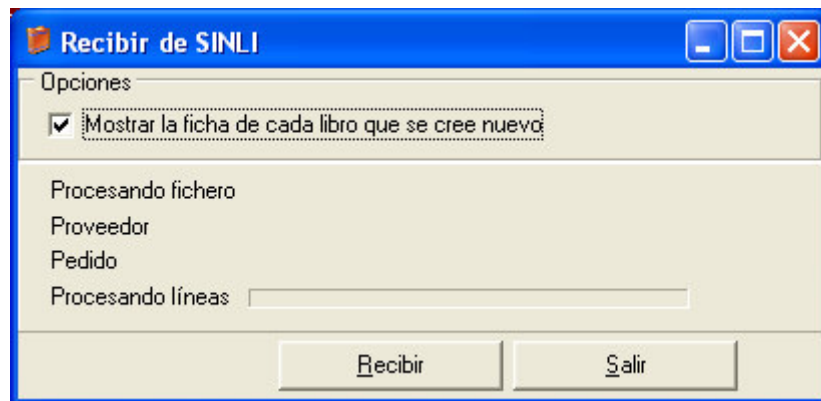 Recibir de SINLI
Opciones
Mostrar la ficha de cada libro que se cree nuevo
Procesando fichero
Proveedor
Pedido
Procesando líneas
Recibir Salir